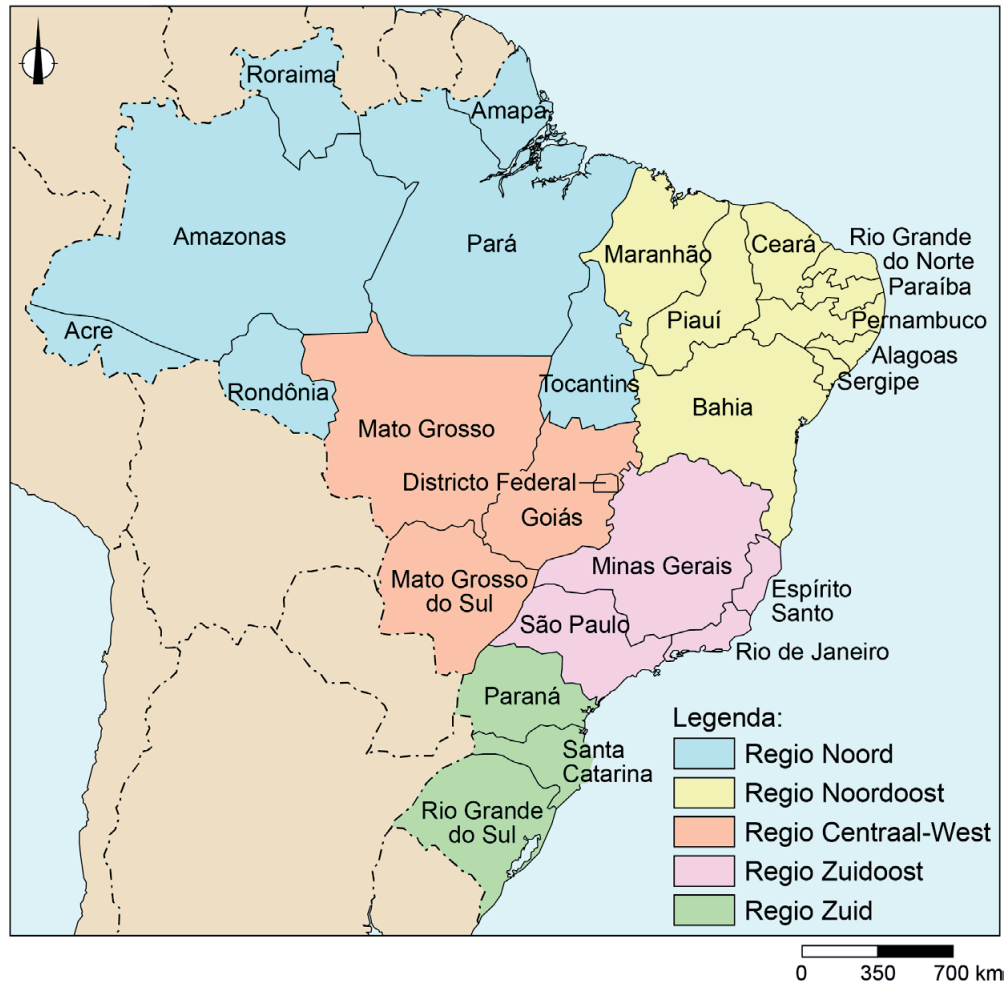 Roraima
Amapá
Amazonas
Pará
Maranhão
Ceará
Rio Grande
do Norte
Paraíba
Piauí
Pernambuco
Acre
Alagoas
Rondônia
Tocantins
Sergipe
Bahia
Mato Grosso
Districto Federal
Goiás
Minas Gerais
Mato Grosso
do Sul
Espírito
Santo
São Paulo
Rio de Janeiro
Paraná
Santa
Catarina
Rio Grande
do Sul
Legenda:
Regio Noord
Regio Noordoost
Regio Centraal-West
Regio Zuidoost
Regio Zuid
0 350 700 km